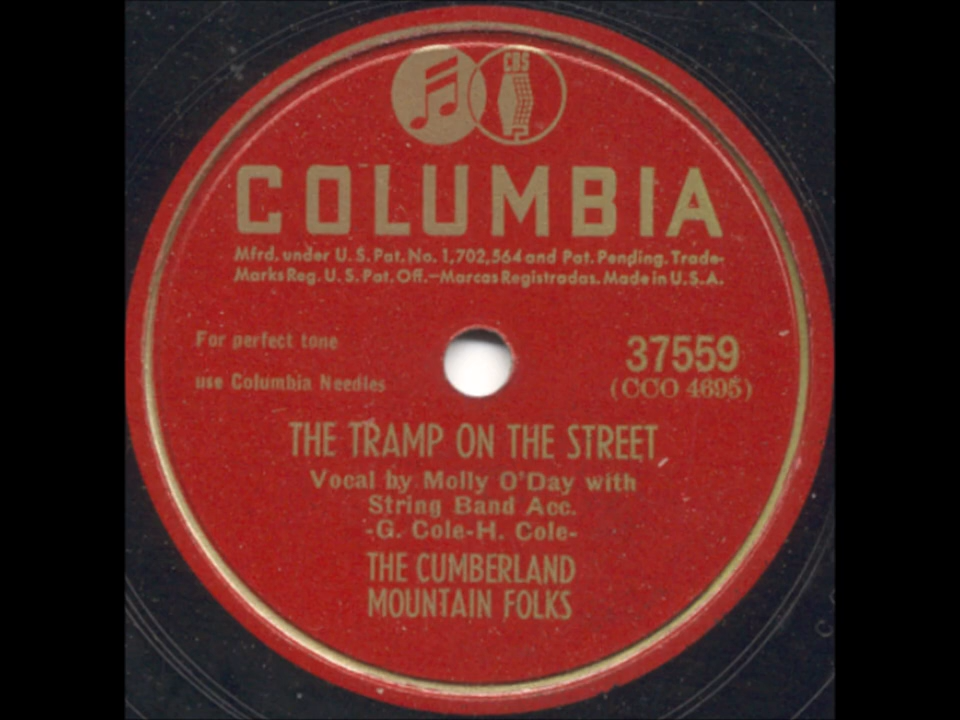 CBS
COLUMBIA
Mfrd. under U.S. Pat. No. 1,702,564 and Pat. Pending. Trade-
Marks Reg. U.S. Pat. Off.—Marcas Registradas. Made in U.S.A.
For perfect tone
use Columbia Needles
37559
(CCO 4695)
THE TRAMP ON THE STREET
Vocal by Molly O'Day with
String Band Acc.
-G. Cole-H. Cole-
THE CUMBERLAND
MOUNTAIN FOLKS